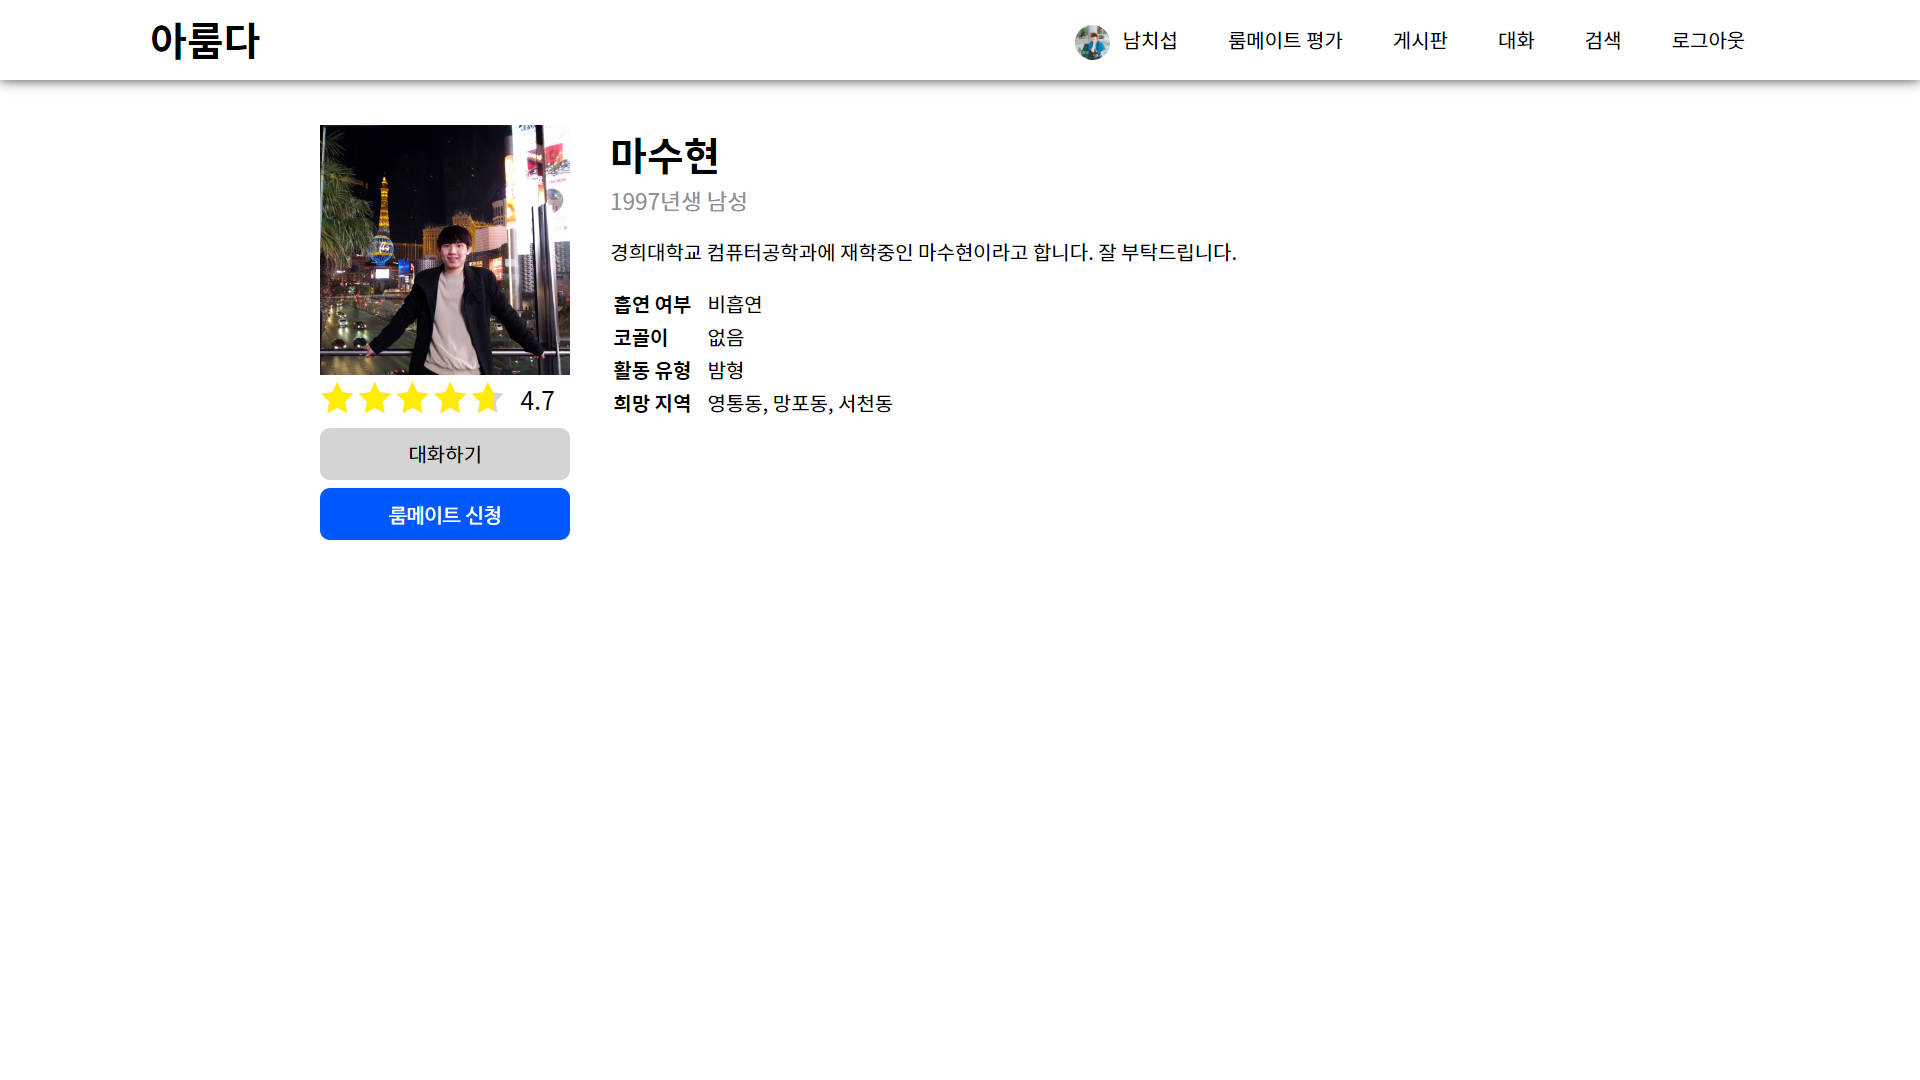 아룸다
남치섭 룸메이트 평가 게시판 대화 검색 로그아웃
마수현
1997년생 남성
경희대학교 컴퓨터공학과에 재학중인 마수현이라고 합니다. 잘 부탁드립니다.
흡연 여부 비흡연
코골이 없음
활동 유형 밤형
희망 지역 영통동, 망포동, 서천동
4.7
대화하기
룸메이트 신청